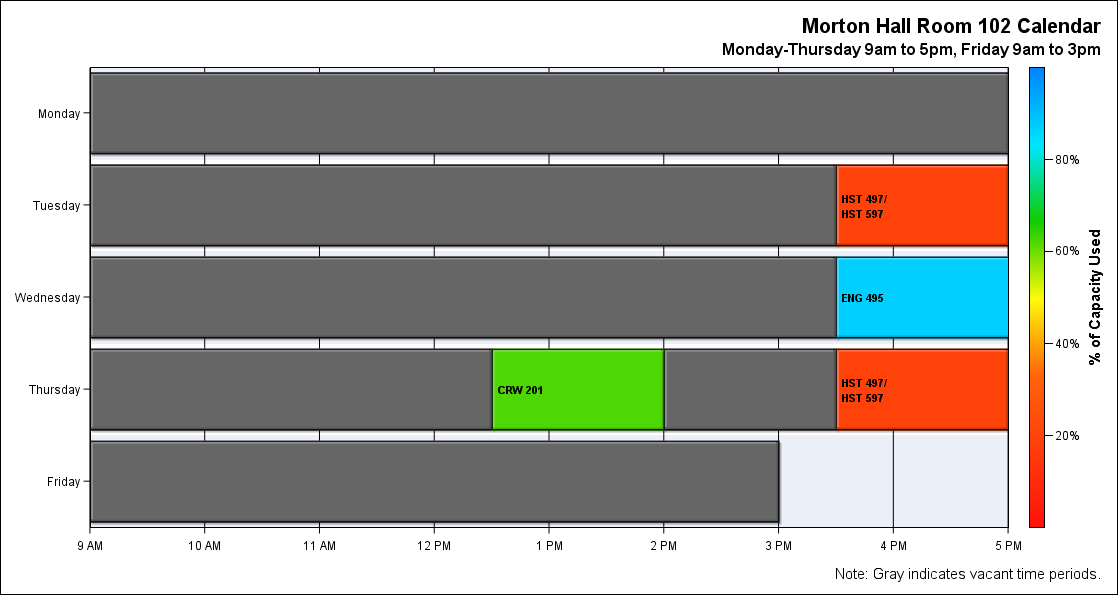 Morton Hall Room 102 Calendar
Monday-Thursday 9am to 5pm, Friday 9am to 3pm
Monday
Tuesday
HST 497/
HST 597
Wednesday
ENG 495
Thursday
CRW 201
HST 497/
HST 597
Friday
9 AM 10 AM 11 AM 12 PM 1 PM 2 PM 3 PM 4 PM 5 PM
80%
60%
40%
20%
% of Capacity Used
Note: Gray indicates vacant time periods.